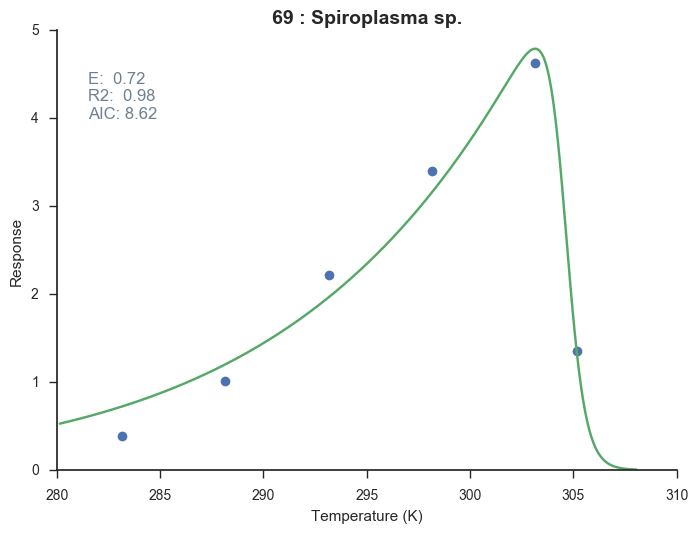 69 : Spiroplasma sp.
E:  0.72
R2:  0.98
AIC: 8.62
Response
5
4
3
2
1
0
280 285 290 295 300 305 310
Temperature (K)